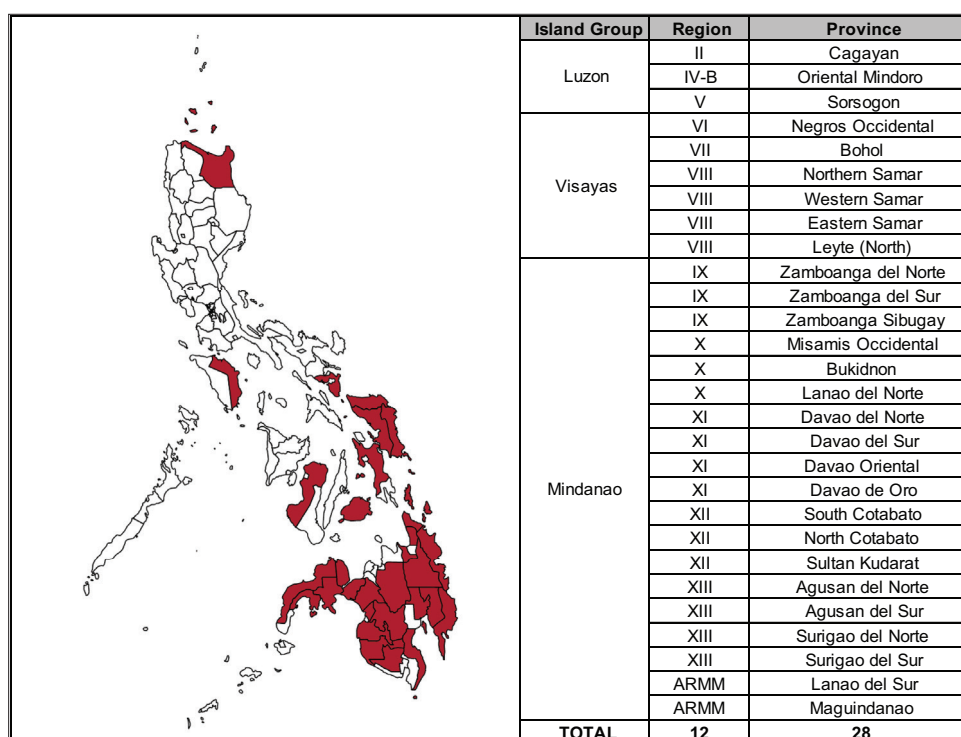 Island Group Region Province
Luzon
II Cagayan
IV-B Oriental Mindoro
V Sorsogon
Visayas
VI Negros Occidental
VII Bohol
VIII Northern Samar
VIII Western Samar
VIII Eastern Samar
VIII Leyte (North)
Mindanao
IX Zamboanga del Norte
IX Zamboanga del Sur
IX Zamboanga Sibugay
X Misamis Occidental
X Bukidnon
X Lanao del Norte
XI Davao del Norte
XI Davao del Sur
XI Davao Oriental
XI Davao de Oro
XII South Cotabato
XII North Cotabato
XII Sultan Kudarat
XIII Agusan del Norte
XIII Agusan del Sur
XIII Surigao del Norte
XIII Surigao del Sur
ARMM Lanao del Sur
ARMM Maguindanao
TOTAL 12 28